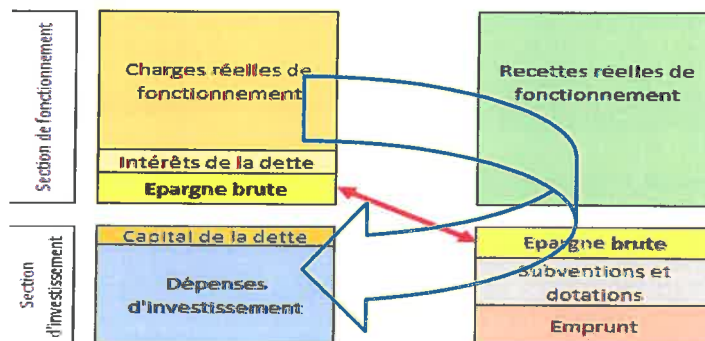 Section de fonctionnement
Charges réelles de
fonctionnement
Intérêts de la dette
Epargne brute
Recettes réelles de
fonctionnement
Section
d'investissement
Capital de la dette
Dépenses
d'investissement
Epargne brute
Subventions et
dotations
Emprunt